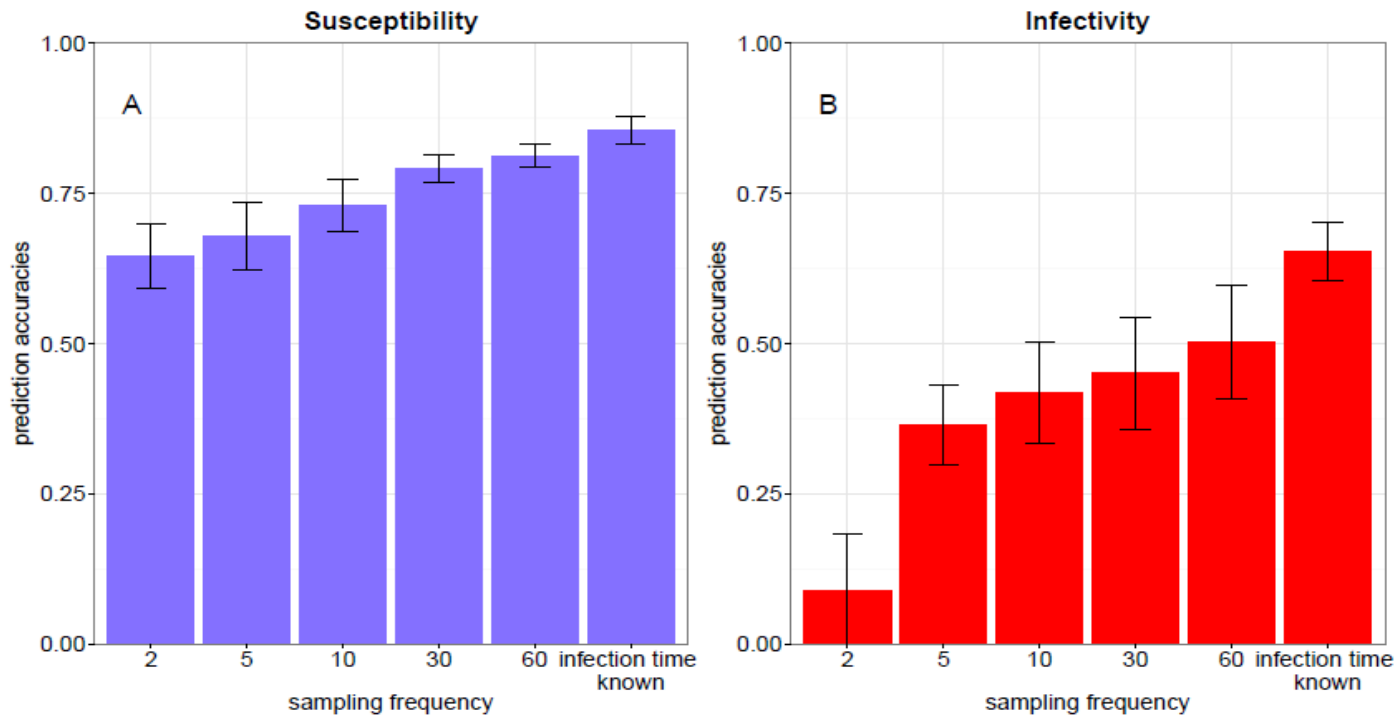 Susceptibility
A
prediction accuracies
1.00
0.75
0.50
0.25
0.00
2 5 10 30 60 infection time
known
sampling frequency
Infectivity
B
prediction accuracies
1.00
0.75
0.50
0.25
0.00
2 5 10 30 60 infection time
known
sampling frequency